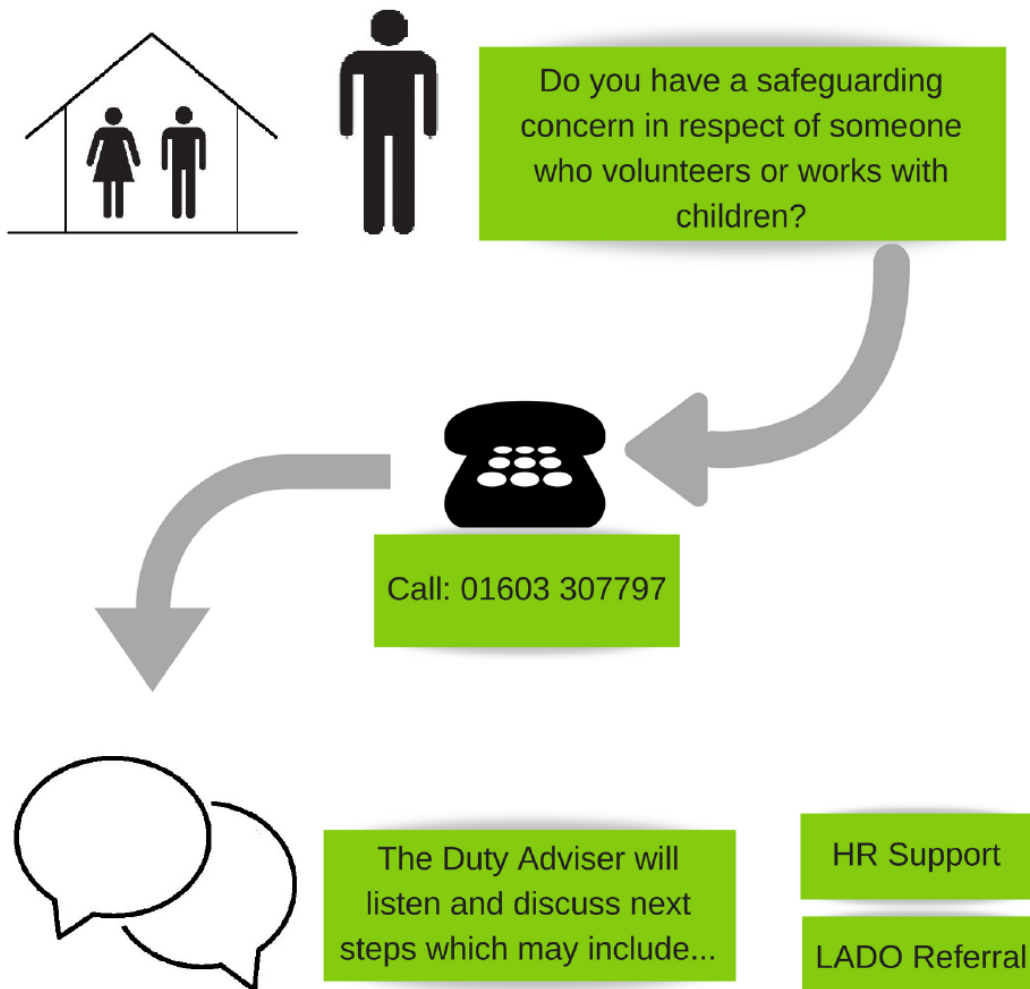 Do you have a safeguarding
concern in respect of someone
who volunteers or works with
children?
Call: 01603 307797
The Duty Adviser will
listen and discuss next
steps which may include...
HR Support
LADO Referral